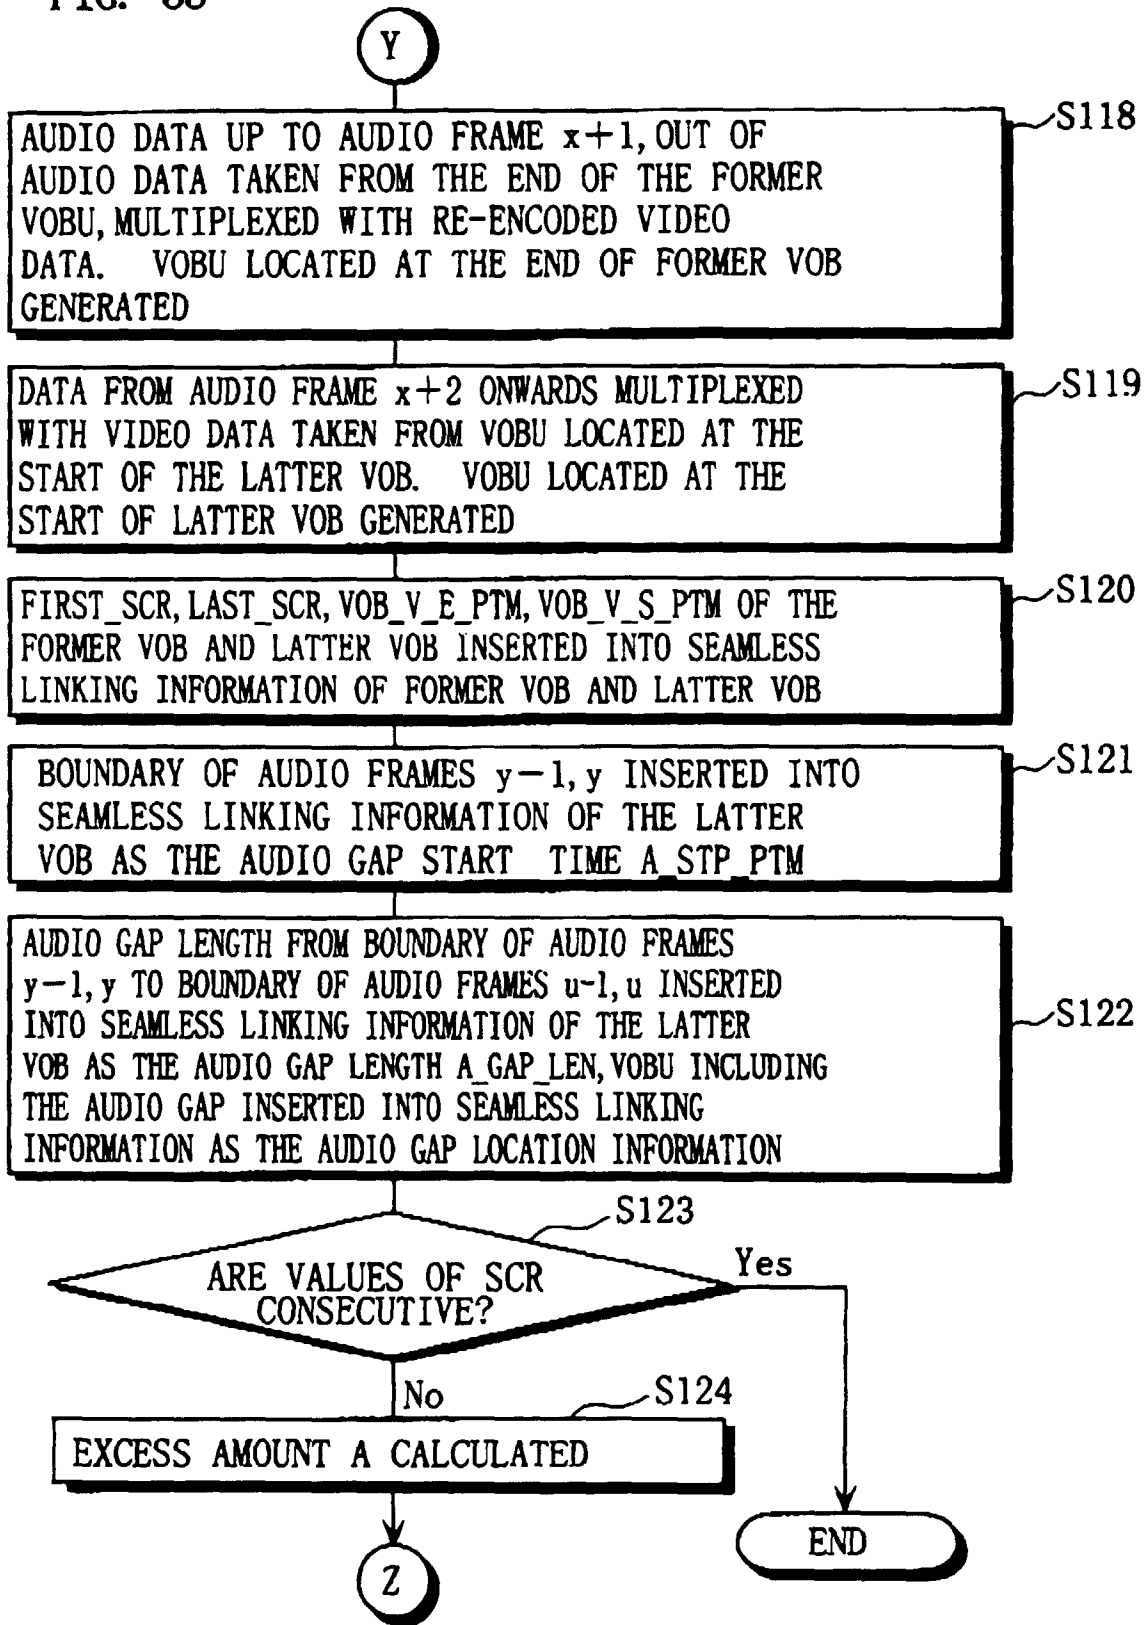 Y
S118
AUDIO DATA UP TO AUDIO FRAME x+1, OUT OF
AUDIO DATA TAKEN FROM THE END OF THE FORMER
VOBU, MULTIPLEXED WITH RE-ENCODED VIDEO
DATA. VOBU LOCATED AT THE END OF FORMER VOB
GENERATED
S119
DATA FROM AUDIO FRAME x+2 ONWARDS MULTIPLEXED
WITH VIDEO DATA TAKEN FROM VOBU LOCATED AT THE
START OF THE LATTER VOB. VOBU LOCATED AT THE
START OF LATTER VOB GENERATED
S120
FIRST_SCR, LAST_SCR, VOB_V_E_PTM, VOB_V_S_PTM OF THE
FORMER VOB AND LATTER VOB INSERTED INTO SEAMLESS
LINKING INFORMATION OF FORMER VOB AND LATTER VOB
S121
BOUNDARY OF AUDIO FRAMES y-1, y INSERTED INTO
SEAMLESS LINKING INFORMATION OF THE LATTER
VOB AS THE AUDIO GAP START TIME A_STP_PTM
S122
AUDIO GAP LENGTH FROM BOUNDARY OF AUDIO FRAMES
y-1, y TO BOUNDARY OF AUDIO FRAMES u-1, u INSERTED
INTO SEAMLESS LINKING INFORMATION OF THE LATTER
VOB AS THE AUDIO GAP LENGTH A_GAP_LEN, VOBU INCLUDING
THE AUDIO GAP INSERTED INTO SEAMLESS LINKING
INFORMATION AS THE AUDIO GAP LOCATION INFORMATION
S123
ARE VALUES OF SCR
CONSECUTIVE?
Yes
No
S124
EXCESS AMOUNT A CALCULATED
END
Z